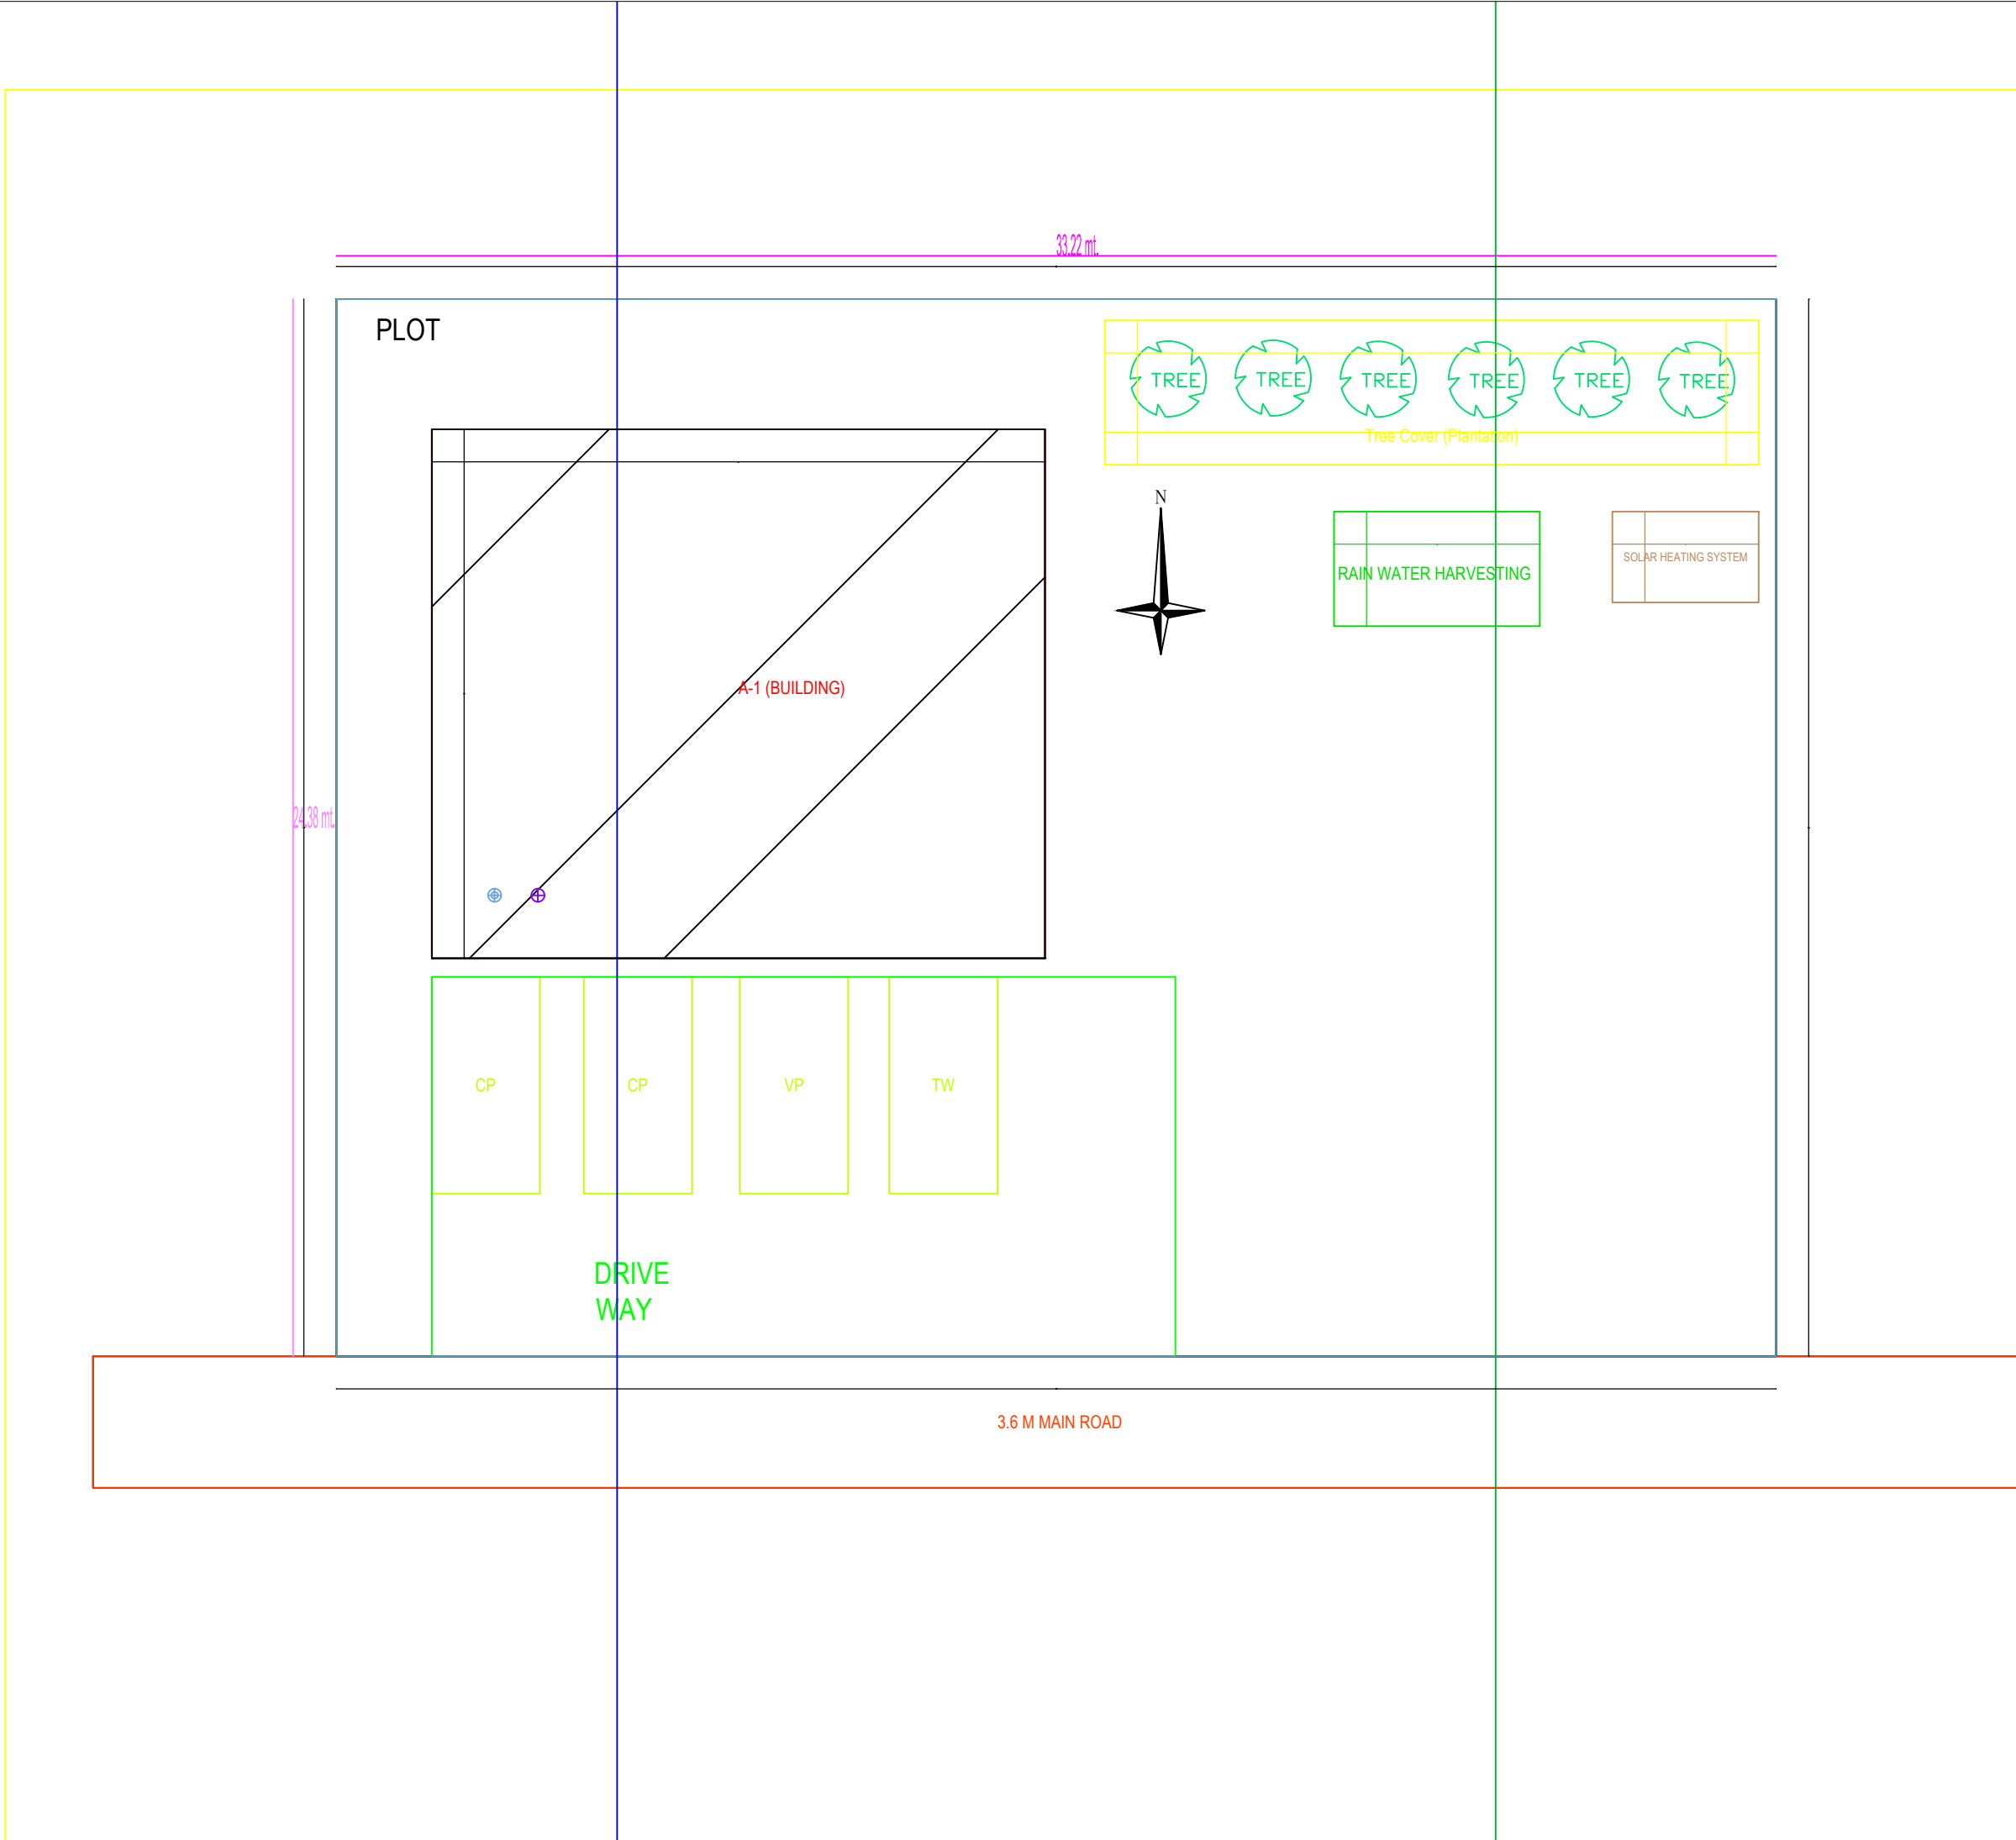 33.22 mt.
PLOT
TREE TREE TREE TREE TREE TREE
Tree Cover (Plantation)
N
SOLAR HEATING SYSTEM
RAIN WATER HARVESTING
A-1 (BUILDING)
24.38 mt.
CP CP VP TW
DRIVE
WAY
3.6 M MAIN ROAD